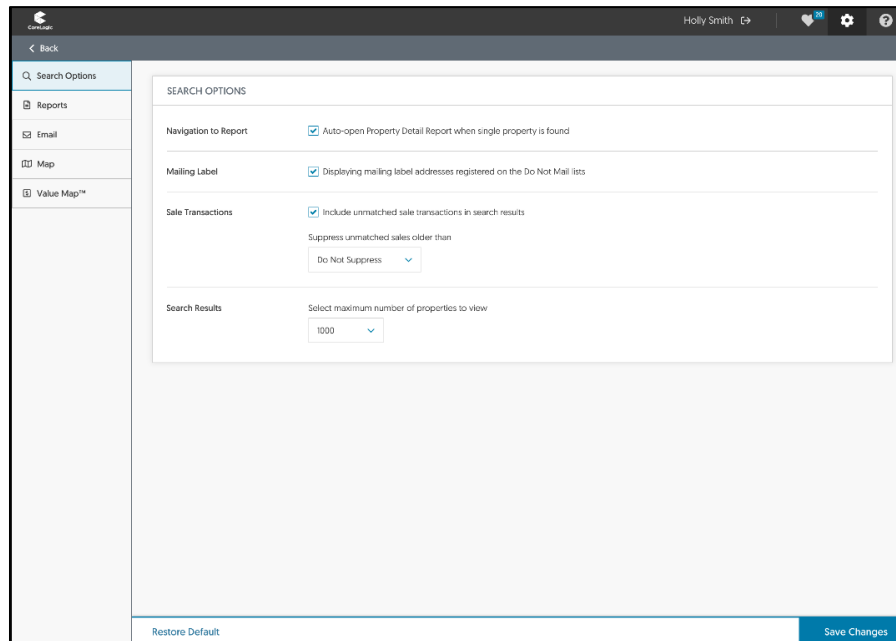 CoreLogic
Holly Smith
20
?
Back
Search Options
Reports
Email
Map
Value Map™
SEARCH OPTIONS
Navigation to Report
Auto-open Property Detail Report when single property is found
Mailing Label
Displaying mailing label addresses registered on the Do Not Mail lists
Sale Transactions
Include unmatched sale transactions in search results
Suppress unmatched sales older than
Do Not Suppress
Search Results
Select maximum number of properties to view
1000
Restore Default
Save Changes